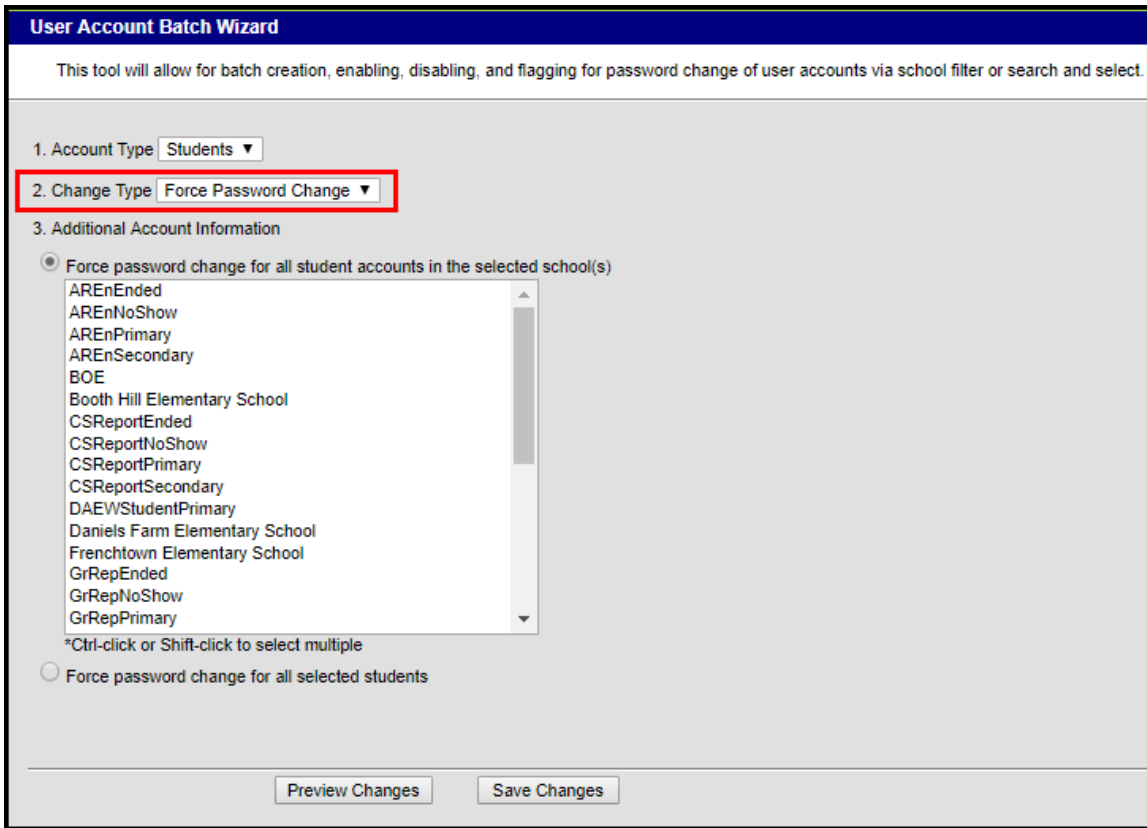 User Account Batch Wizard
This tool will allow for batch creation, enabling, disabling, and flagging for password change of user accounts via school filter or search and select.
1. Account Type Students
2. Change Type Force Password Change
3. Additional Account Information
Force password change for all student accounts in the selected school(s)
AREnEnded
AREnNoShow
AREnPrimary
AREnSecondary
BOE
Booth Hill Elementary School
CSReportEnded
CSReportNoShow
CSReportPrimary
CSReportSecondary
DAEWStudentPrimary
Daniels Farm Elementary School
Frenchtown Elementary School
GrRepEnded
GrRepNoShow
GrRepPrimary
*Ctrl-click or Shift-click to select multiple
Force password change for all selected students
Preview Changes Save Changes